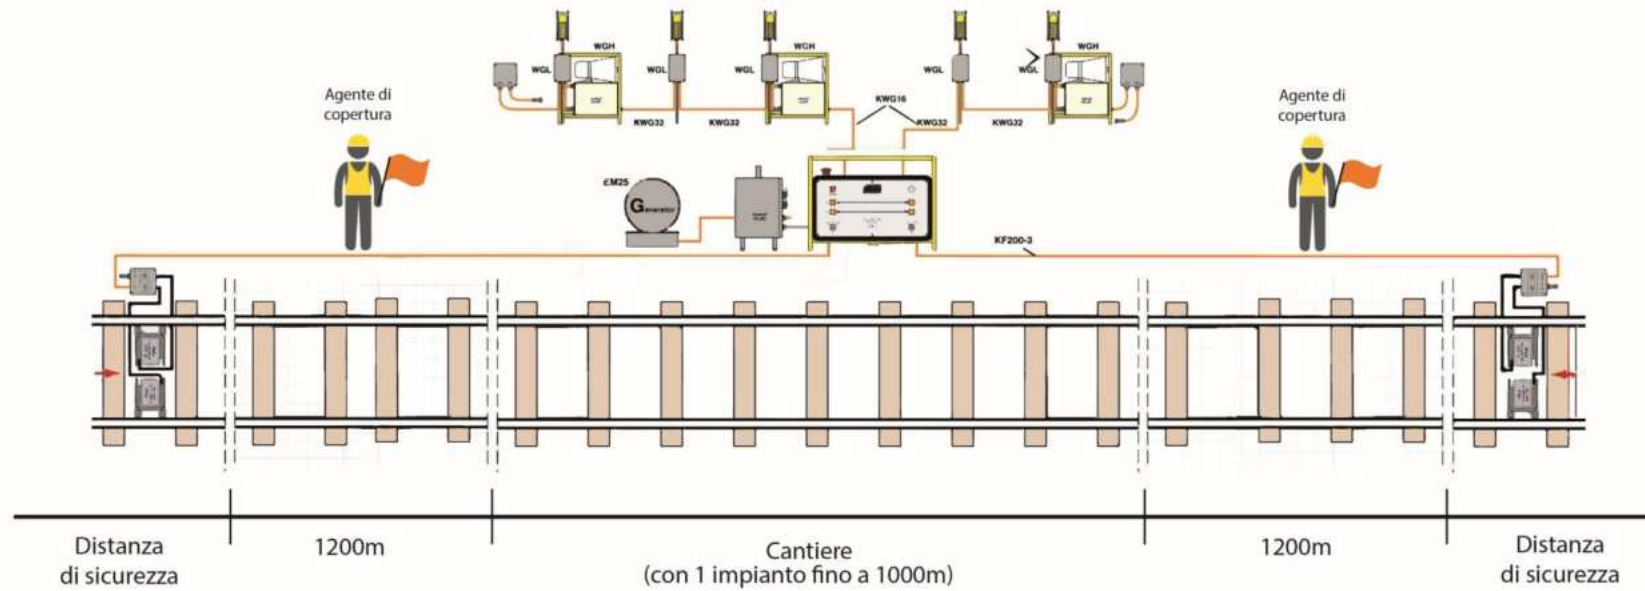 WGH
WGH
WGH
WGL
WGL
WGL
WGL
WGL
KWG16
KWG32
KWG32
KWG32
KWG32
Agente di
copertura
Agente di
copertura
£M25
Generator
KF200-3
Distanza
di sicurezza
1200m
Cantiere
(con 1 impianto fino a 1000m)
1200m
Distanza
di sicurezza